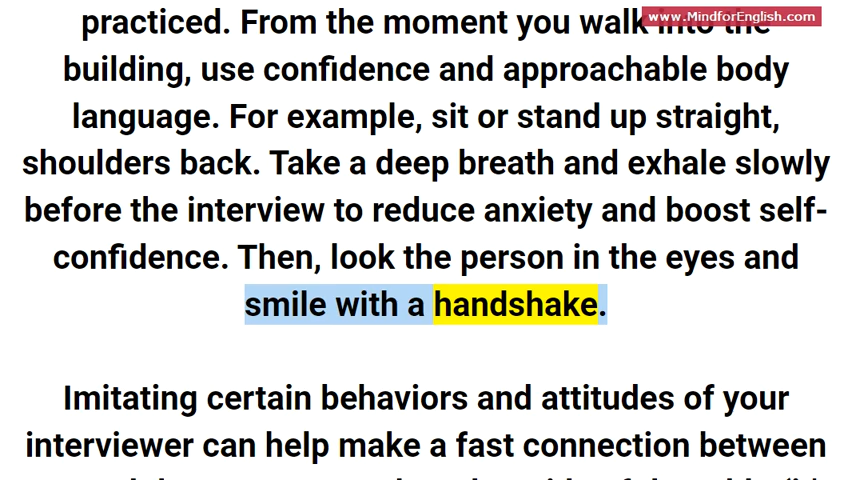 www.MindforEnglish.com
practiced. From the moment you walk into the
building, use confidence and approachable body
language. For example, sit or stand up straight,
shoulders back. Take a deep breath and exhale slowly
before the interview to reduce anxiety and boost self-
confidence. Then, look the person in the eyes and
smile with a handshake.
Imitating certain behaviors and attitudes of your
interviewer can help make a fast connection between